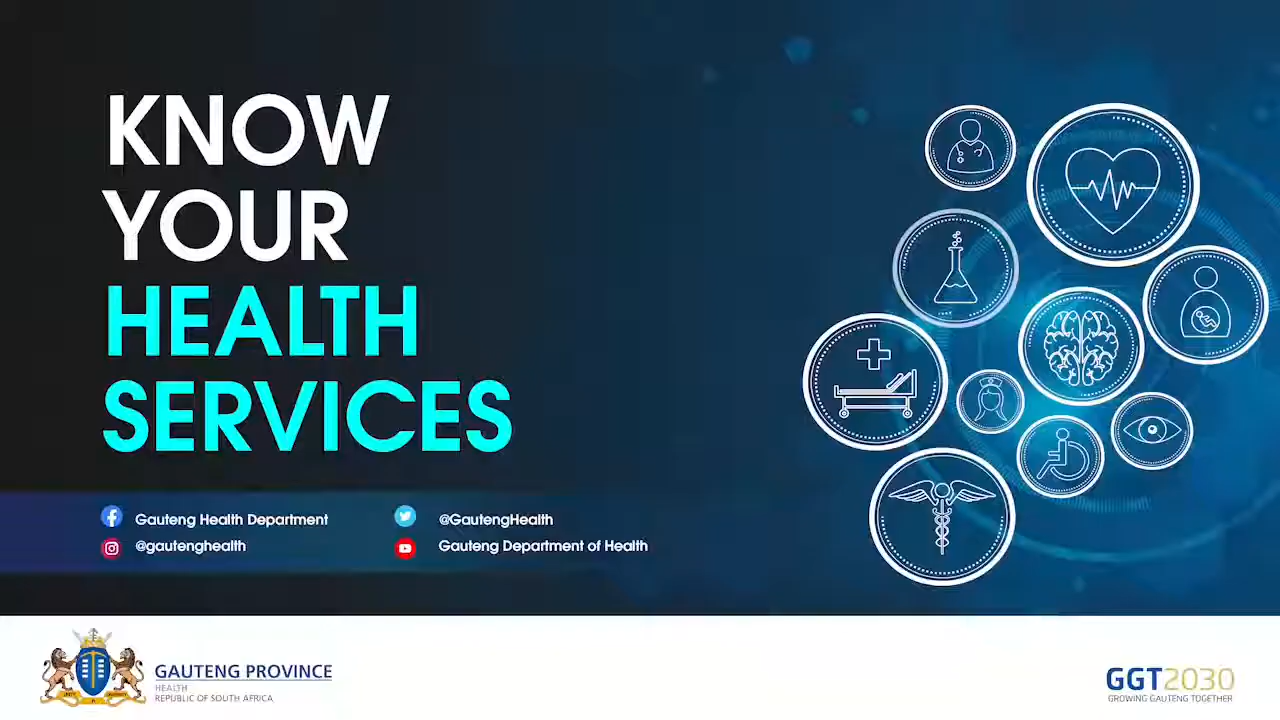 KNOW
YOUR
HEALTH
SERVICES
Gauteng Health Department
@GautengHealth
@gautenghealth
Gauteng Department of Health
GAUTENG PROVINCE
HEALTH
REPUBLIC OF SOUTH AFRICA
GGT2030
GROWING GAUTENG TOGETHER